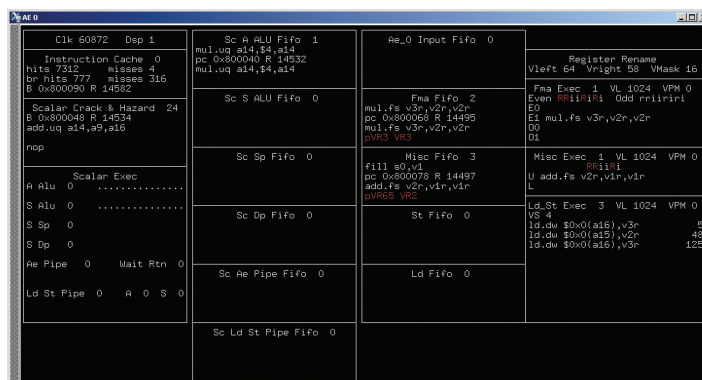 AE 0
Clk 60872 Dsp 1
Instruction Cache 0
hits 7312 misses 4
br hits 777 misses 316
B 0x800090 R 14582
Scalar Crack & Hazard 24
B 0x800048 R 14534
add.uq a14,a9,a16
nop
Scalar Exec
A Alu 0 ...............
S Alu 0 ...............
S Sp 0
S Dp 0
Ae Pipe 0 Wait Rtn 0
Ld St Pipe 0 A 0 S 0
Sc A ALU Fifo 1
mul.uq a14,$4,a14
pc 0x800040 R 14532
mul.uq a14,$4,a14
Sc S ALU Fifo 0
Sc Sp Fifo 0
Sc Dp Fifo 0
Sc Ae Pipe Fifo 0
Sc Ld St Pipe Fifo 0
Ae_0 Input Fifo 0
Fma Fifo 2
mul.fs v3r,v2r,v2r
pc 0x800068 R 14495
mul.fs v3r,v2r,v2r
pVR3 VR3
Misc Fifo 3
fill s0,v1
pc 0x800078 R 14497
add.fs v2r,v1r,v1r
pVR65 VR2
St Fifo 0
Ld Fifo 0
Register Rename
Vleft 64 Vright 58 VMask 16
Fma Exec 1 VL 1024 VPM 0
Even RRiiRiRi Odd rriiriri
E0
E1 mul.fs v3r,v2r,v2r
O0
O1
Misc Exec 1 VL 1024 VPM 0
RRiiRi
U add.fs v2r,v1r,v1r
L
Ld_St Exec 3 VL 1024 VPM 0
VS 4
ld.dw $0x0(a16),v3r 5
ld.dw $0x0(a15),v2r 48
ld.dw $0x0(a16),v3r 125